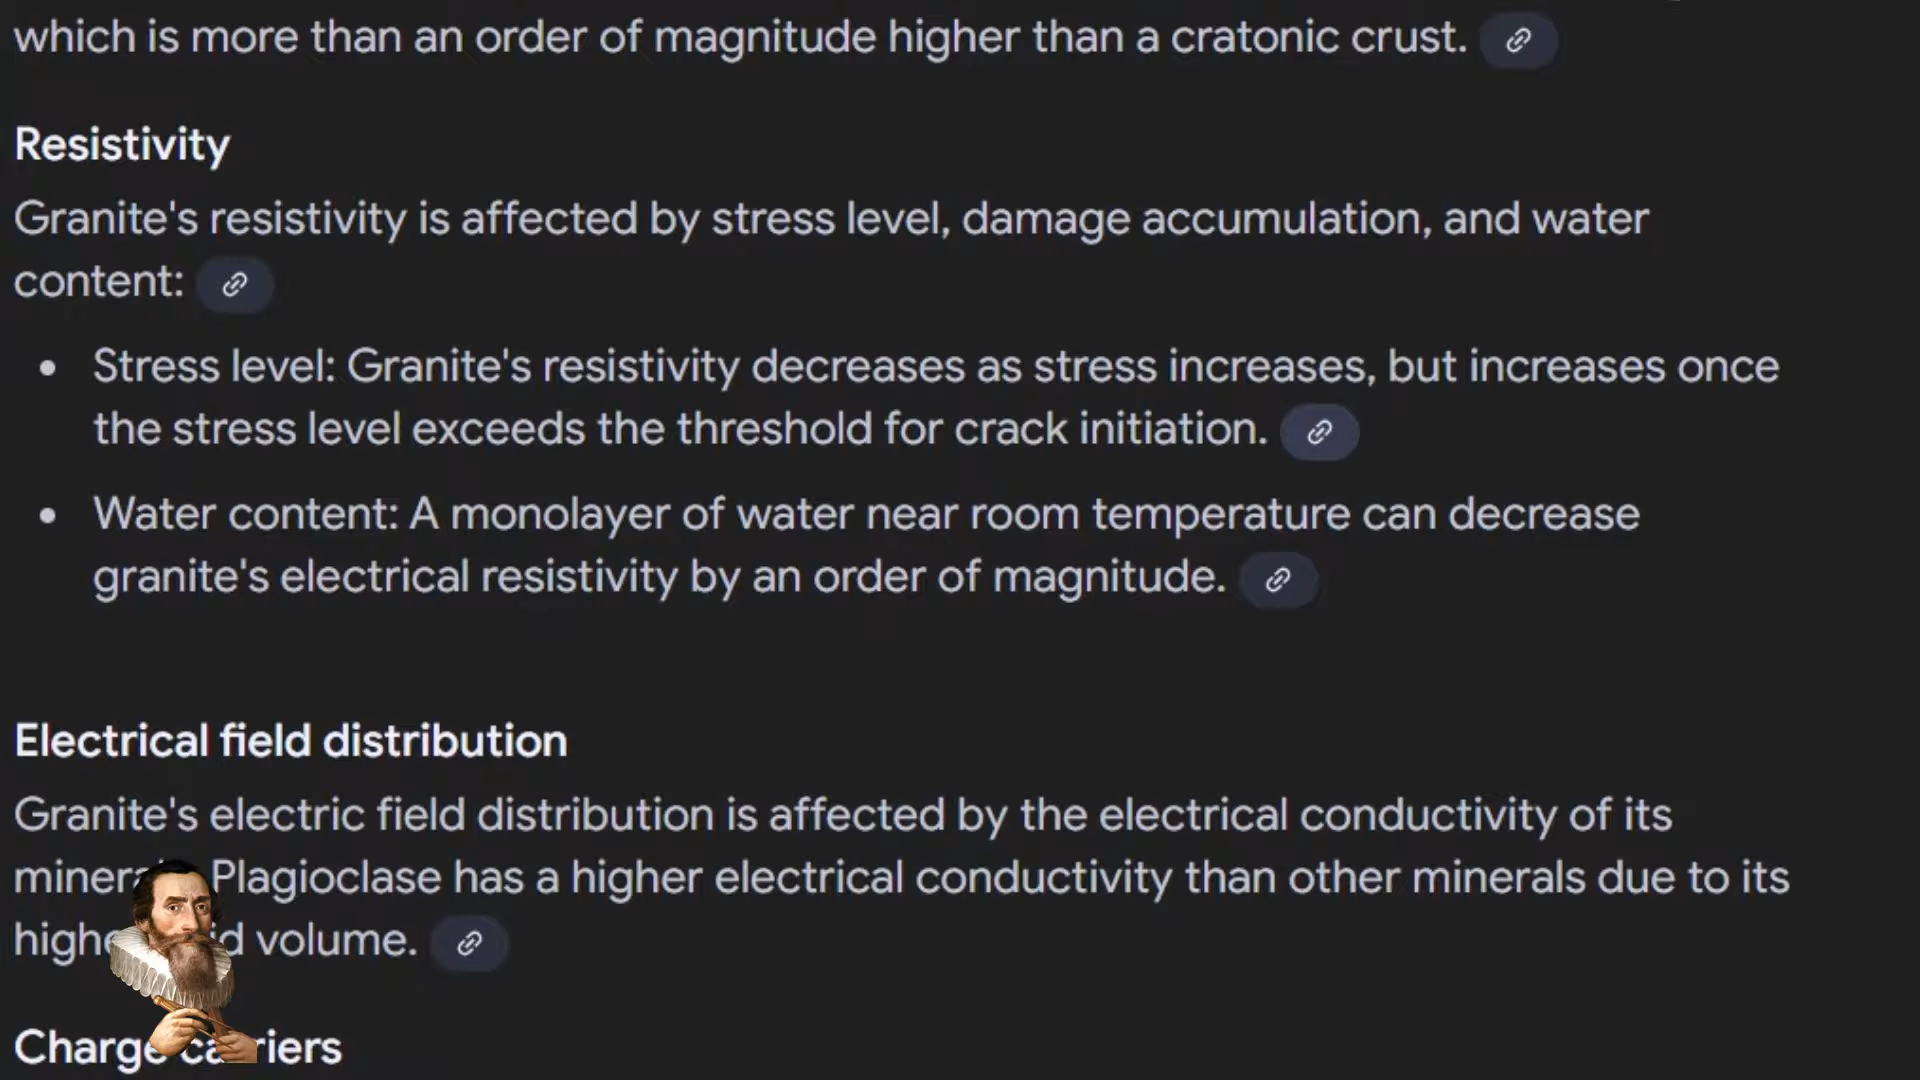 which is more than an order of magnitude higher than a cratonic crust.
Resistivity
Granite's resistivity is affected by stress level, damage accumulation, and water
content:
• Stress level: Granite's resistivity decreases as stress increases, but increases once
the stress level exceeds the threshold for crack initiation.
• Water content: A monolayer of water near room temperature can decrease
granite's electrical resistivity by an order of magnitude.
Electrical field distribution
Granite's electric field distribution is affected by the electrical conductivity of its
Plagioclase has a higher electrical conductivity than other minerals due to its
volume.
Charge carriers